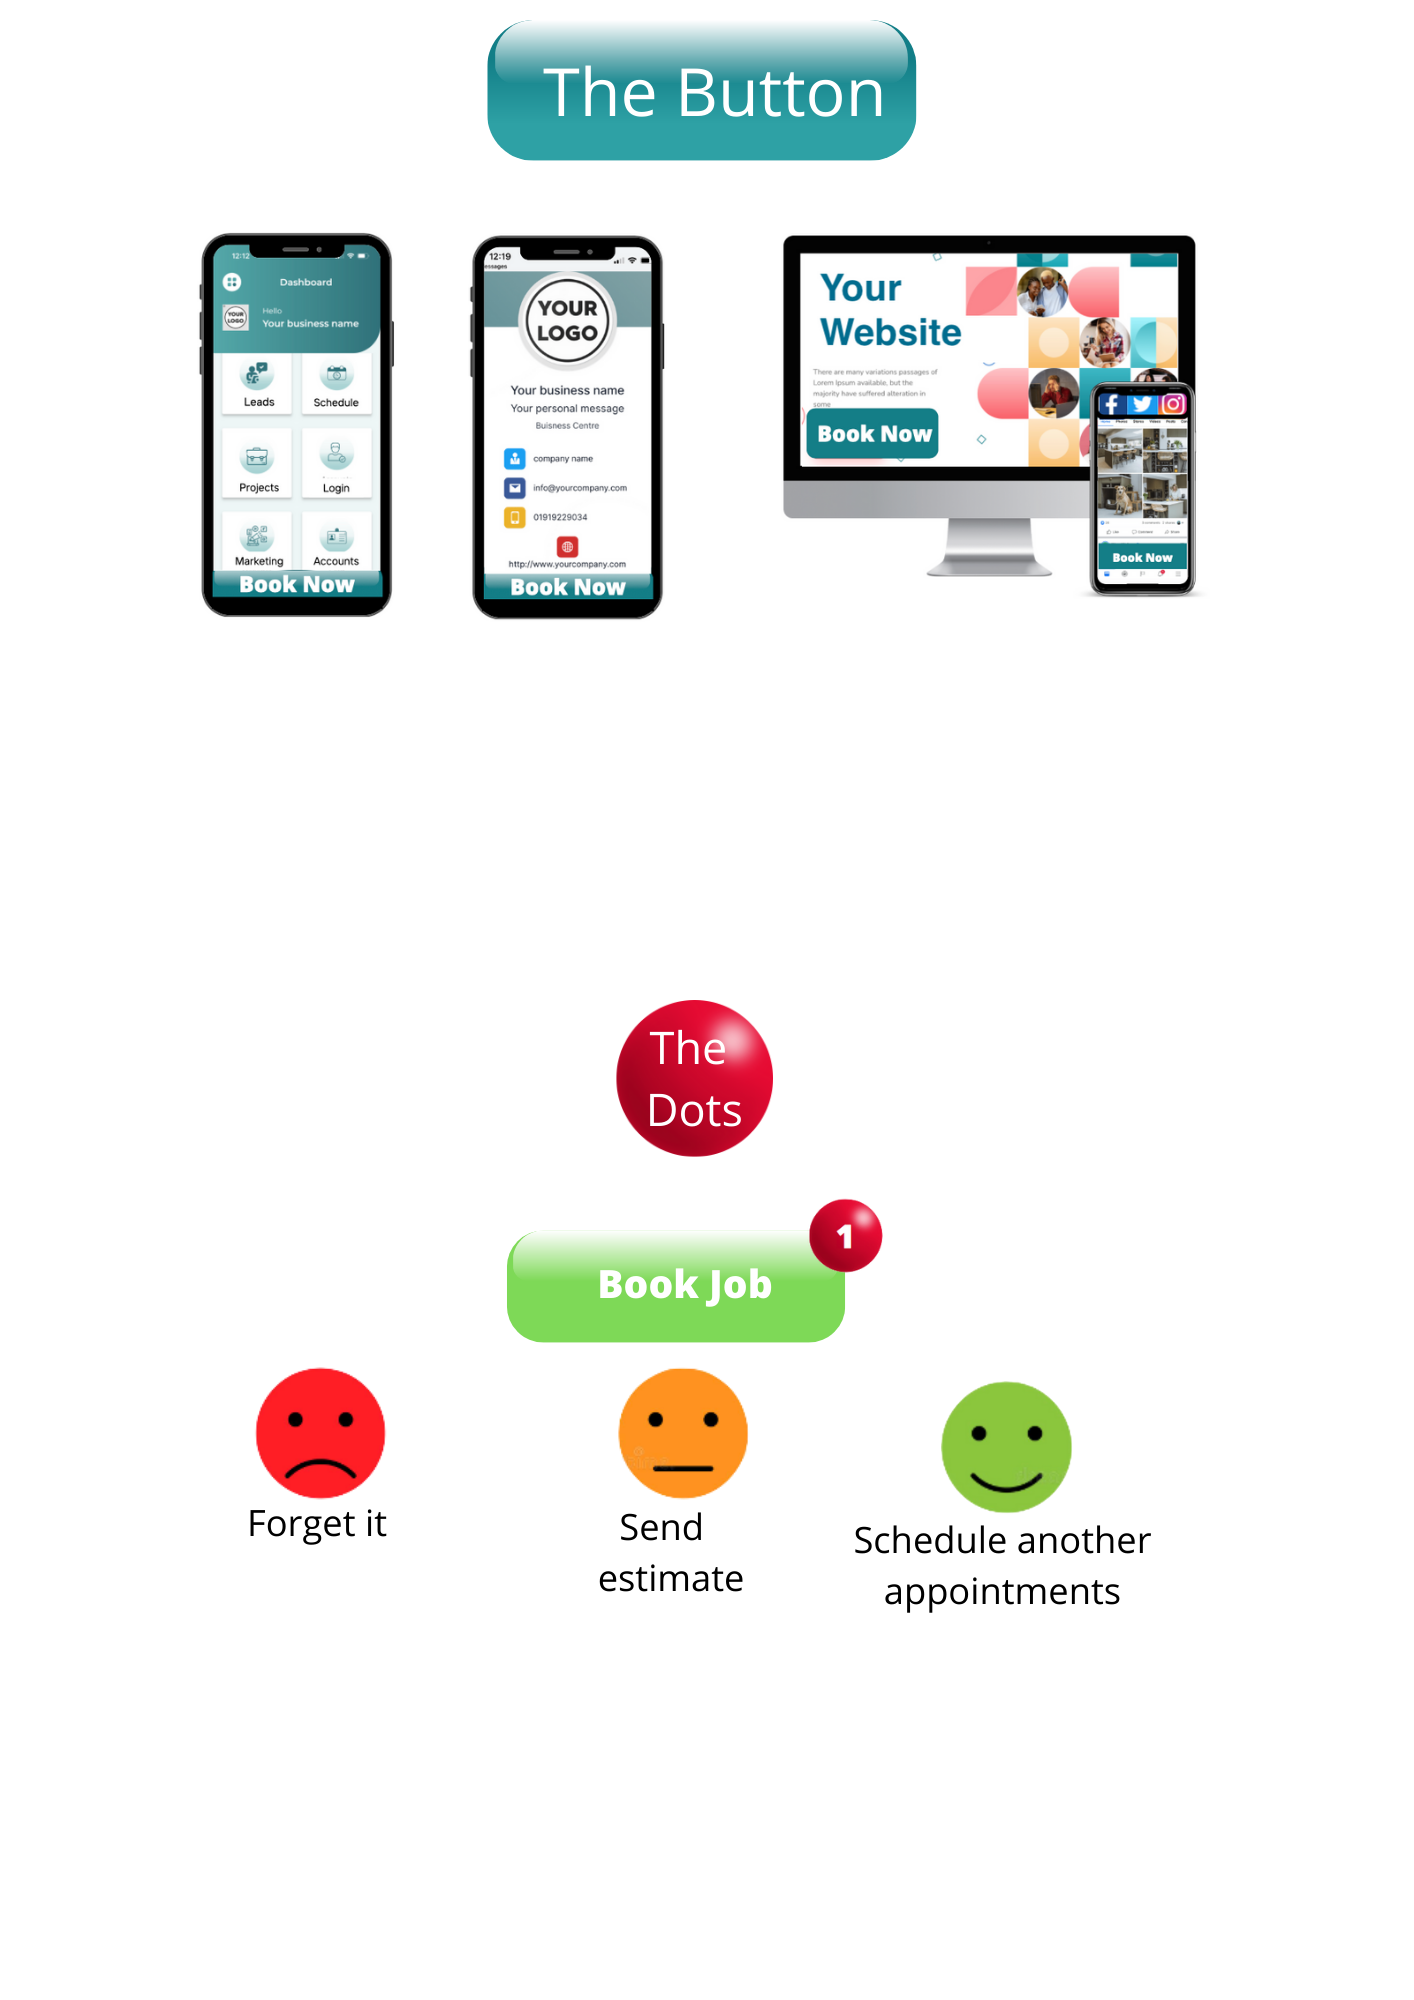 The Button
12:12
Dashboard
YOUR
LOGO
Hello
Your business name
Leads
Schedule
Projects
Login
Marketing
Accounts
Book Now
12:19
essages
YOUR
LOGO
Your business name
Your personal message
Buisness Centre
company name
info@yourcompany.com
01919229034
http://www.yourcompany.com
Book Now
Your
Website
There are many variations passages of
Lorem Ipsum available, but the
majority have suffered alteration in
some
Book Now
Book Now
The
Dots
1
Book Job
Forget it
Send
estimate
Schedule another
appointments